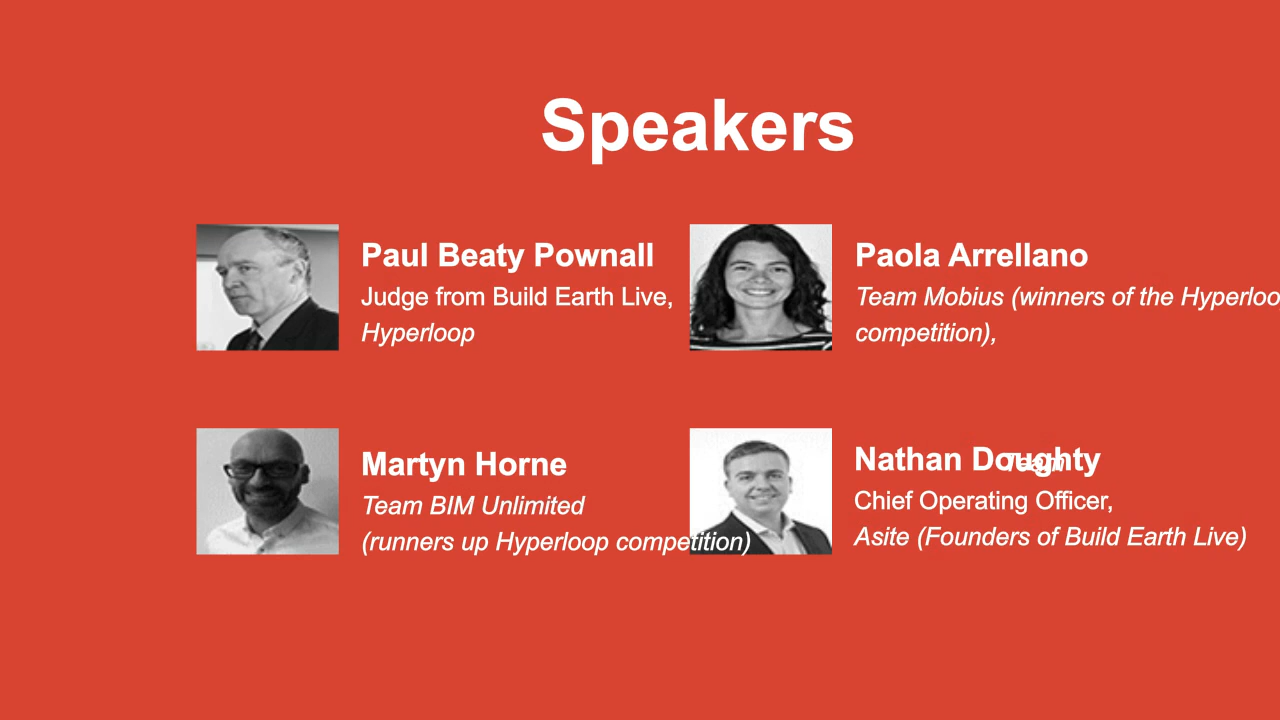 Speakers
Paul Beaty Pownall
Judge from Build Earth Live,
Hyperloop
Paola Arrellano
Team Mobius (winners of the Hyperloo
competition),
Martyn Horne
Team BIM Unlimited
(runners up Hyperloop competition)
Nathan Doughty
Team
Chief Operating Officer,
Asite (Founders of Build Earth Live)